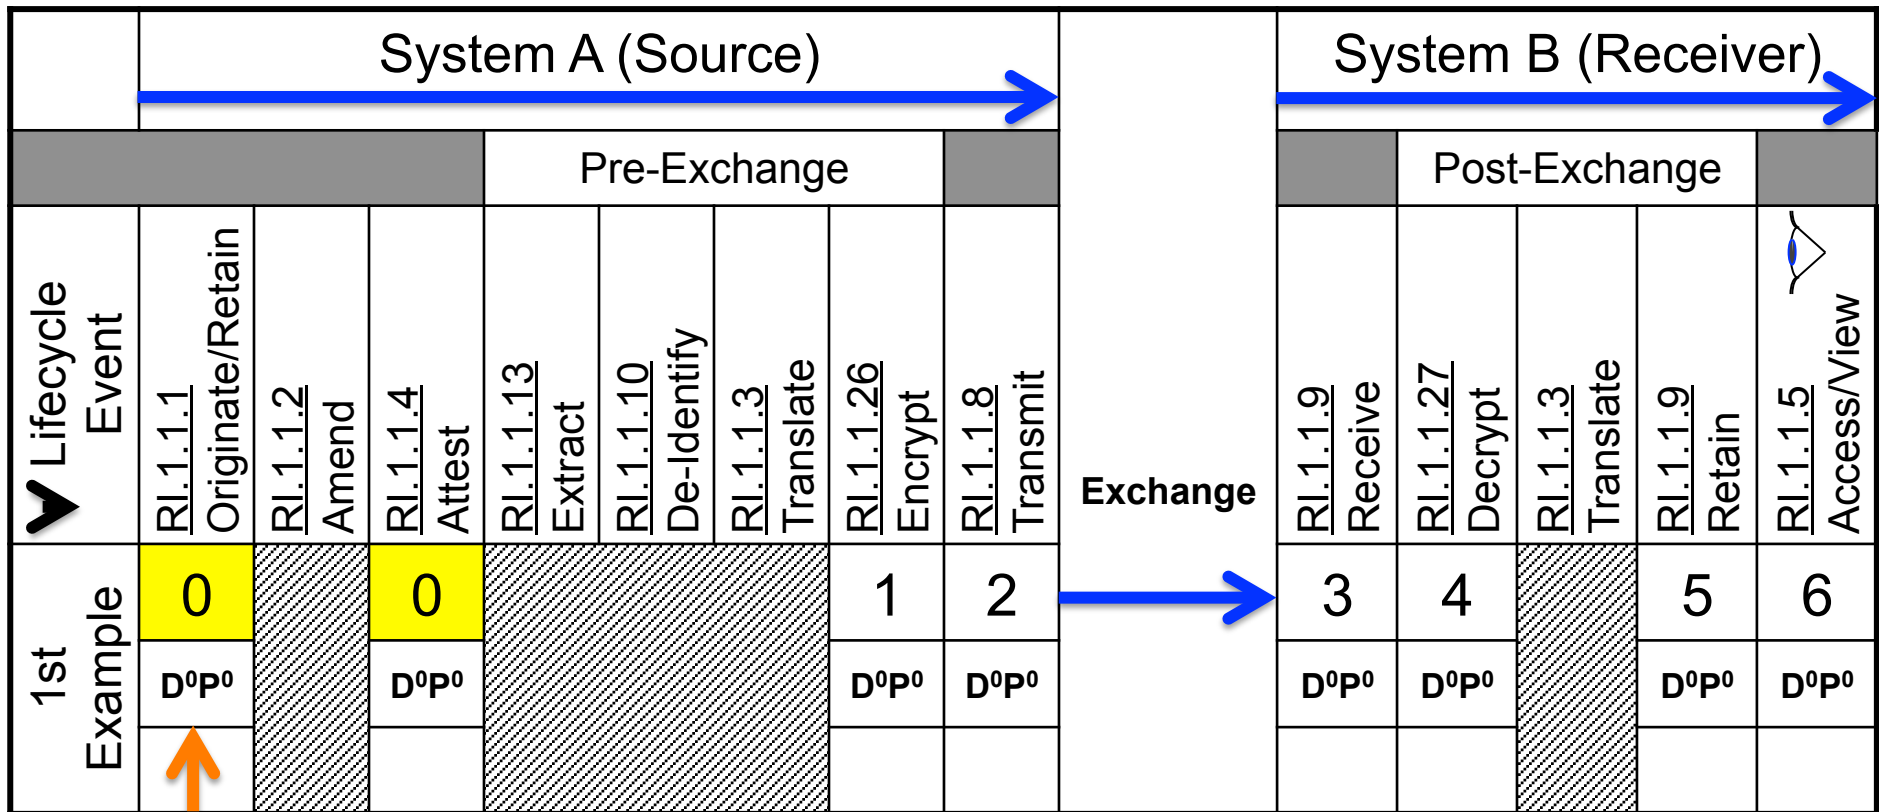 System A (Source)
System B (Receiver)
Pre-Exchange
Post-Exchange
Lifecycle
Event
RI.1.1.1
Originate/Retain
RI.1.1.2
Amend
RI.1.1.4
Attest
RI.1.1.13
Extract
RI.1.1.10
De-Identify
RI.1.1.3
Translate
RI.1.1.26
Encrypt
RI.1.1.8
Transmit
Exchange
RI.1.1.9
Receive
RI.1.1.27
Decrypt
RI.1.1.3
Translate
RI.1.1.9
Retain
RI.1.1.5
Access/View
1st
Example
0
0
1
2
3
4
5
6
D⁰P⁰
D⁰P⁰
D⁰P⁰
D⁰P⁰
D⁰P⁰
D⁰P⁰
D⁰P⁰
D⁰P⁰